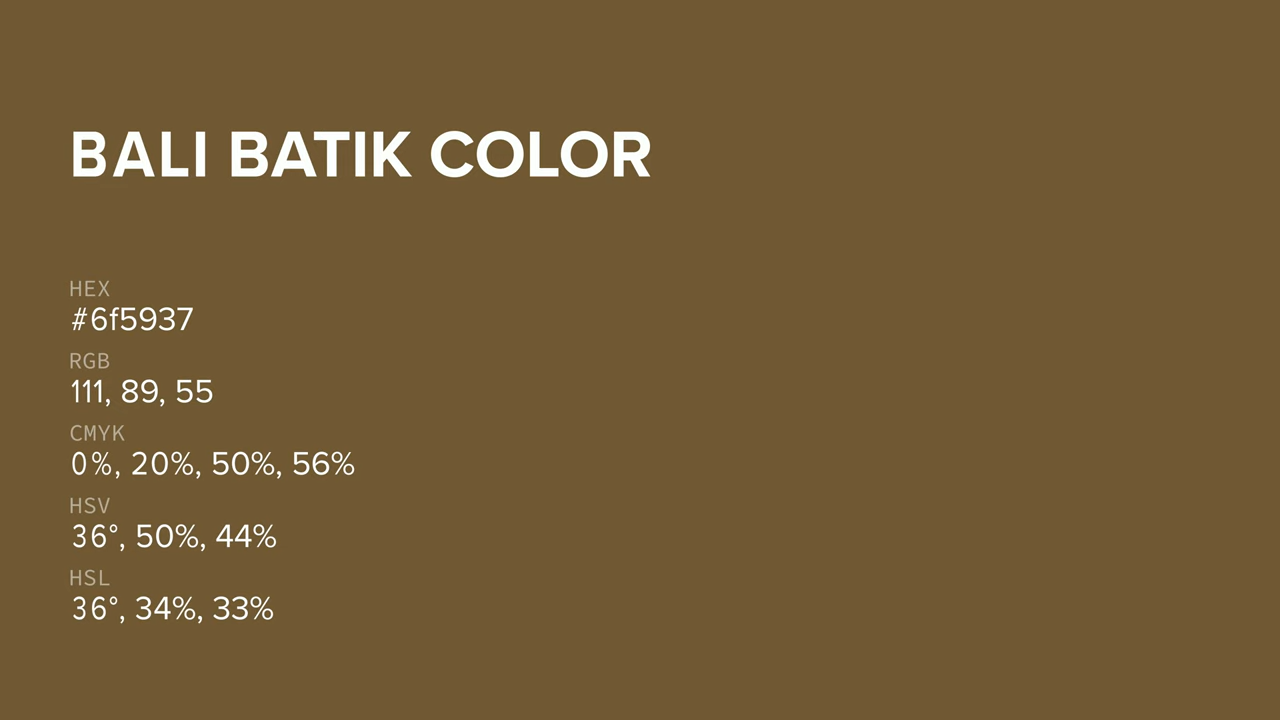 BALI BATIK COLOR
HEX
#6f5937
RGB
111, 89, 55
CMYK
0%, 20%, 50%, 56%
HSV
36°, 50%, 44%
HSL
36°, 34%, 33%